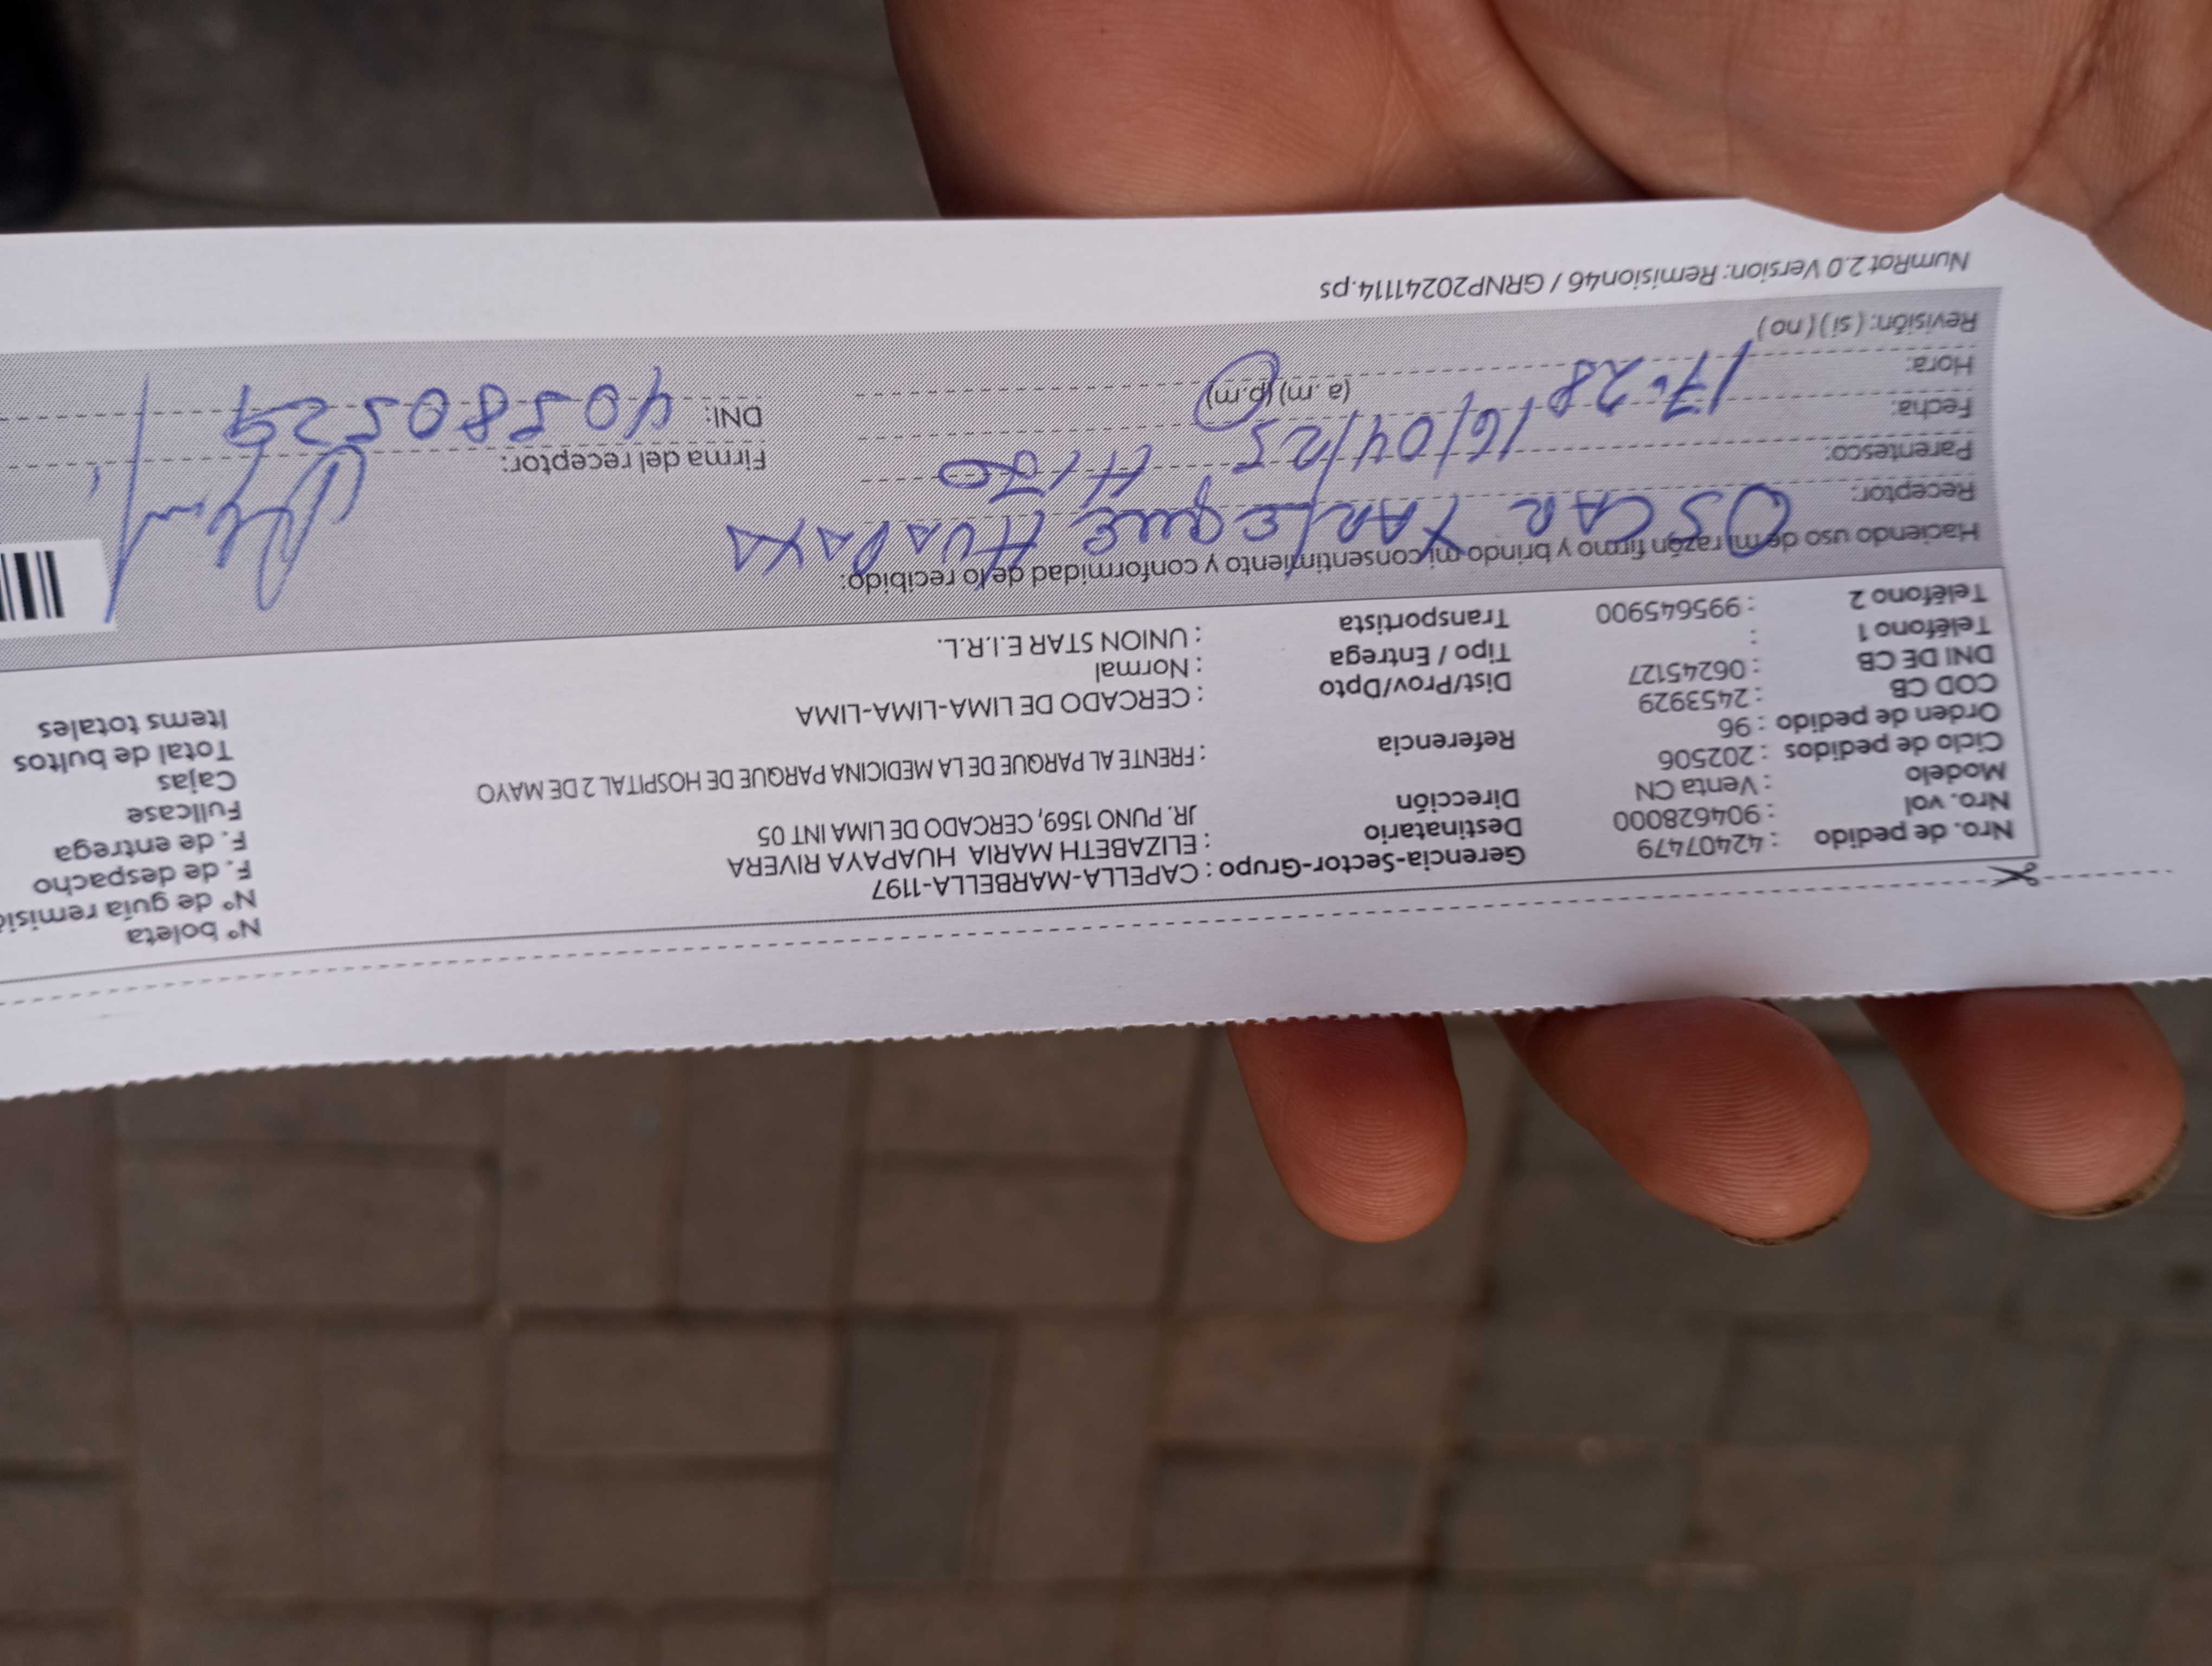 Nro. de pedido : 42407479 Gerencia-Sector-Grupo : CAPELLA-MARBELLA-1197 N° boleta
Nro. vol : 904628000 Destinatario : ELIZABETH MARIA HUAPAYA RIVERA N° de guía
Modelo : Venta CN Dirección JR. PUNO 1569, CERCADO DE LIMA INT 05 F. de despacho
Ciclo de pedidos : 202506 F. de entrega
Orden de pedido : 96 Referencia : FRENTE AL PARQUE DE LA MEDICINA PARQUE DE HOSPITAL 2 DE MAYO Fullcase
COD CB : 2453929 Cajas
DNI DE CB : 06245127 Dist/Prov/Dpto : CERCADO DE LIMA-LIMA-LIMA Total de bultos
Teléfono 1 : Tipo / Entrega : Normal Items totales
Teléfono 2 : 995645900 Transportista : UNION STAR E.I.R.L.
Haciendo uso de mi razón firmo y brindo mi consentimiento y conformidad de lo recibido:
Receptor: OSCAR YARLEQUE HUAPAYA
Parentesco: HIJO Firma del receptor:
Fecha: 16/04/25
Hora: 17:28 (a.m) (p.m) DNI:
Revisión: ( si ) ( no )
NumRot 2.0 Version: Remision46 / GRNP20241114.ps